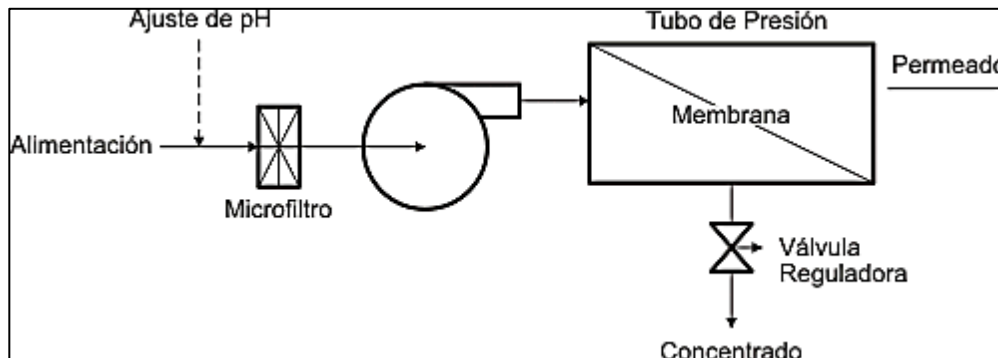 Ajuste de pH
Tubo de Presión
Permeado
Membrana
Alimentación
Microfiltro
Válvula
Reguladora
Concentrado